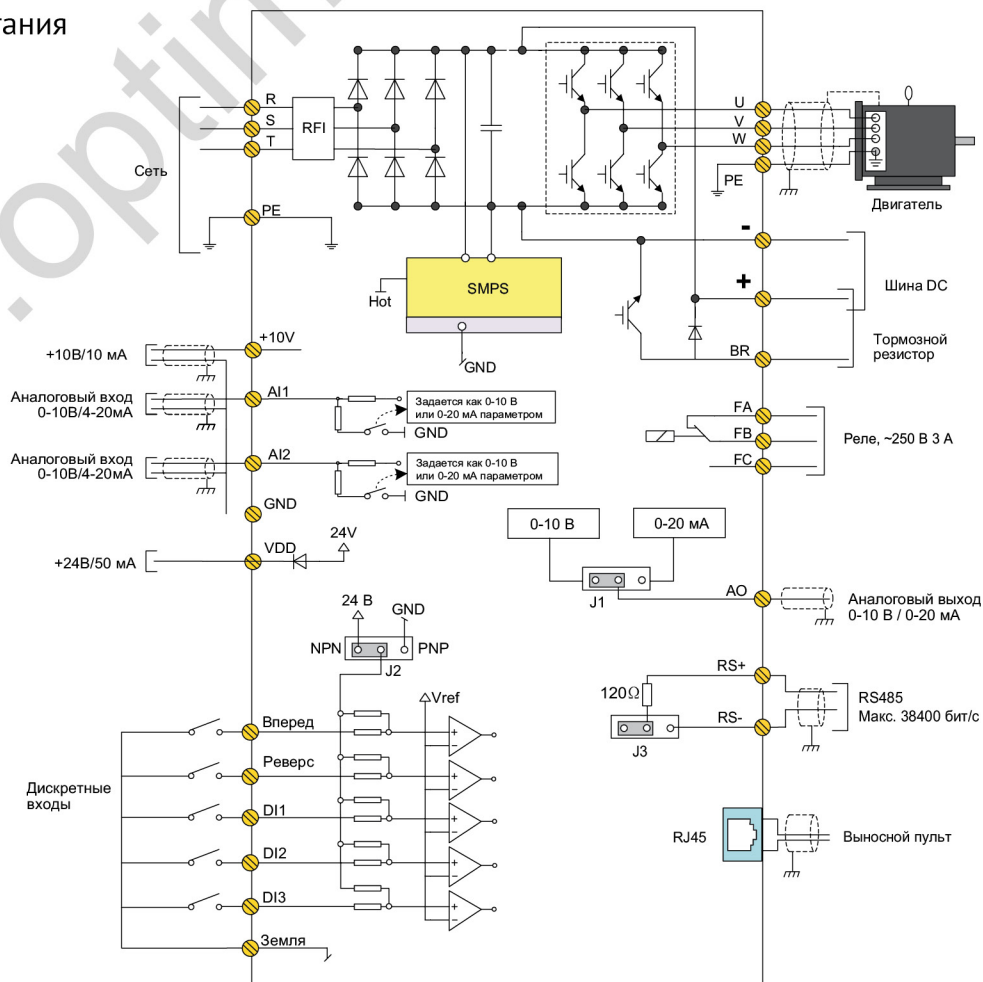 тания
.optim
R
S
T
RFI
Сеть
PE
U
V
W
PE
Двигатель
-
+
Шина DC
Тормозной
резистор
BR
SMPS
Hot
GND
+10V
+10В/10 мА
Аналоговый вход
0-10В/4-20мА
AI1
Задается как 0-10 В
или 0-20 мА параметром
GND
Аналоговый вход
0-10В/4-20мА
AI2
Задается как 0-10 В
или 0-20 мА параметром
GND
GND
FA
FB
FC
Реле, ~250 В 3 А
+24В/50 мА
VDD
24V
0-10 В
0-20 мА
J1
AO
Аналоговый выход
0-10 В / 0-20 мА
24 В
GND
NPN
PNP
J2
Vref
+
−
+
−
+
−
+
−
+
−
RS+
120Ω
RS-
J3
RS485
Макс. 38400 бит/с
Дискретные
входы
Вперед
Реверс
DI1
DI2
DI3
Земля
RJ45
Выносной пульт